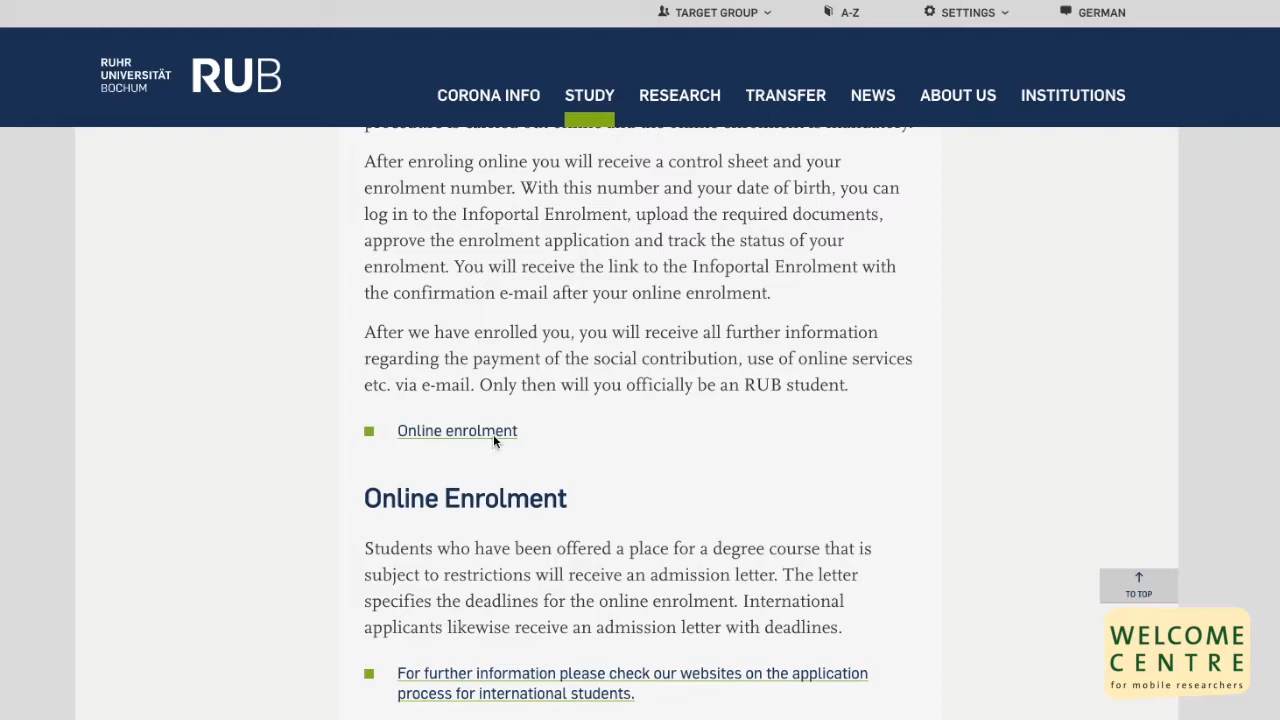 TARGET GROUP
A-Z
SETTINGS
GERMAN
RUHR
UNIVERSITÄT
BOCHUM
RUB
CORONA INFO
STUDY
RESEARCH
TRANSFER
NEWS
ABOUT US
INSTITUTIONS
After enroling online you will receive a control sheet and your
enrolment number. With this number and your date of birth, you can
log in to the Infoportal Enrolment, upload the required documents,
approve the enrolment application and track the status of your
enrolment. You will receive the link to the Infoportal Enrolment with
the confirmation e-mail after your online enrolment.
After we have enrolled you, you will receive all further information
regarding the payment of the social contribution, use of online services
etc. via e-mail. Only then will you officially be an RUB student.
Online enrolment
Online Enrolment
Students who have been offered a place for a degree course that is
subject to restrictions will receive an admission letter. The letter
specifies the deadlines for the online enrolment. International
applicants likewise receive an admission letter with deadlines.
For further information please check our websites on the application
process for international students.
TO TOP
WELCOME
CENTRE
for mobile researchers